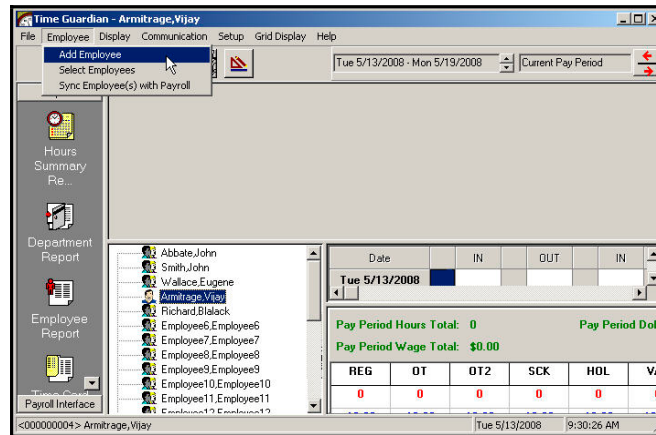 Time Guardian - Armitrage,Vijay
File Employee Display Communication Setup Grid Display Help
Add Employee
Select Employees
Sync Employee(s) with Payroll
Tue 5/13/2008 - Mon 5/19/2008
Current Pay Period
Hours
Summary
Re...
Department
Report
Employee
Report
Payroll Interface
Abbate,John
Smith,John
Wallace,Eugene
Armitrage,Vijay
Richard,Blalack
Employee6,Employee6
Employee7,Employee7
Employee8,Employee8
Employee9,Employee9
Employee10,Employee10
Employee11,Employee11
Employee12,Employee12
Date IN OUT IN
Tue 5/13/2008
Pay Period Hours Total: 0 Pay Period Dol
Pay Period Wage Total: $0.00
REG OT OT2 SCK HOL VA
0 0 0 0 0
<000000004> Armitrage,Vijay
Tue 5/13/2008 9:30:26 AM